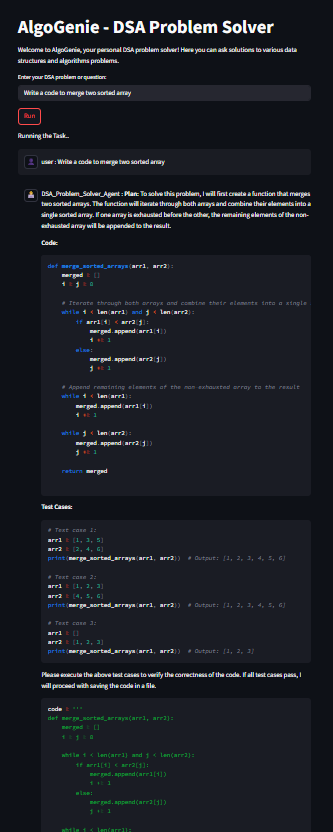 AlgoGenie - DSA Problem Solver
Welcome to AlgoGenie, your personal DSA problem solver! Here you can ask solutions to various data
structures and algorithms problems.
Enter your DSA problem or question:
Write a code to merge two sorted array
Run
Running the Task..
user : Write a code to merge two sorted array
DSA_Problem_Solver_Agent : Plan: To solve this problem, I will first create a function that merges
two sorted arrays. The function will iterate through both arrays and combine their elements into a
single sorted array. If one array is exhausted before the other, the remaining elements of the non-
exhausted array will be appended to the result.
Code:
def merge_sorted_arrays(arr1, arr2):
    merged = []
    i = j = 0
    # Iterate through both arrays and combine their elements into a single
    while i < len(arr1) and j < len(arr2):
        if arr1[i] < arr2[j]:
            merged.append(arr1[i])
            i += 1
        else:
            merged.append(arr2[j])
            j += 1
    # Append remaining elements of the non exhausted array to the result
    while i < len(arr1):
        merged.append(arr1[i])
        i += 1
    while j < len(arr2):
        merged.append(arr2[j])
        j += 1
    return merged
Test Cases:
# Test case 1:
arr1 = [1, 3, 5]
arr2 = [2, 4, 6]
print(merge_sorted_arrays(arr1, arr2))  # Output: [1, 2, 3, 4, 5, 6]
# Test case 2:
arr1 = [1, 2, 3]
arr2 = [4, 5, 6]
print(merge_sorted_arrays(arr1, arr2))  # Output: [1, 2, 3, 4, 5, 6]
# Test case 3:
arr1 = []
arr2 = [1, 2, 3]
print(merge_sorted_arrays(arr1, arr2))  # Output: [1, 2, 3]
Please execute the above test cases to verify the correctness of the code. If all test cases pass, I
will proceed with saving the code in a file.
code = '''
def merge_sorted_arrays(arr1, arr2):
    merged = []
    i = j = 0
    while i < len(arr1) and j < len(arr2):
        if arr1[i] < arr2[j]:
            merged.append(arr1[i])
            i += 1
        else:
            merged.append(arr2[j])
            j += 1
    while i < len(arr1):